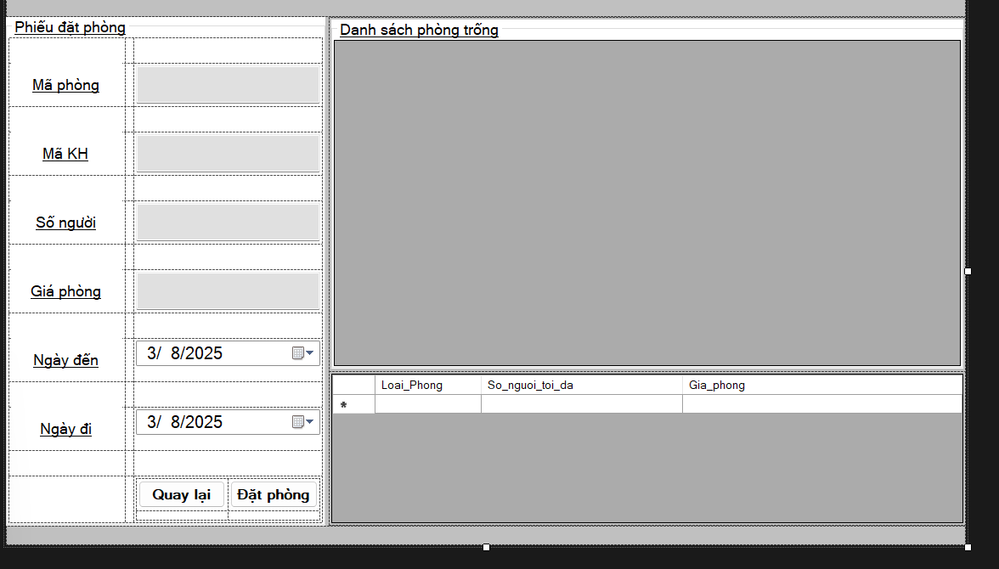 Phiếu đặt phòng
Mã phòng
Mã KH
Số người
Giá phòng
Ngày đến
3/ 8/2025
Ngày đi
3/ 8/2025
Quay lại
Đặt phòng
Danh sách phòng trống
Loai_Phong So_nguoi_toi_da Gia_phong
*